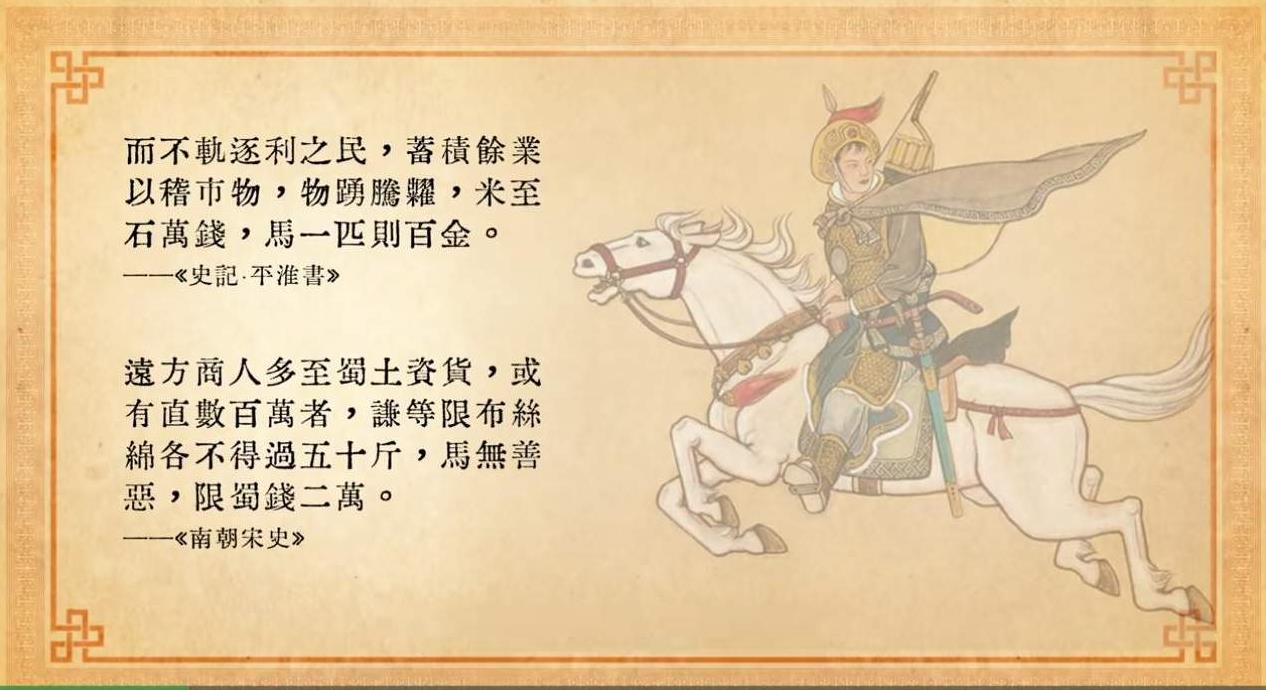 而不軌逐利之民，蓄積餘業
以稽市物，物踴騰糶，米至
石萬錢，馬一匹則百金。
——《史記·平淮書》
遠方商人多至蜀土資貨，或
有直數百萬者，謙等限布絲
綿各不得過五十斤，馬無善
惡，限蜀錢二萬。
——《南朝宋史》